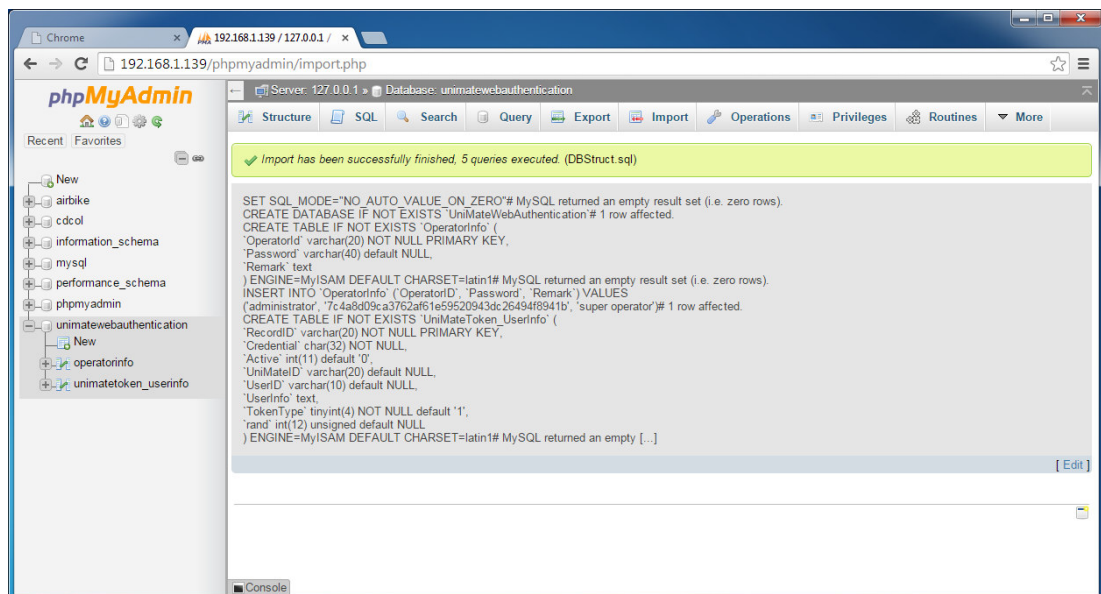 Chrome
192.168.1.139 / 127.0.0.1 /
192.168.1.139/phpmyadmin/import.php
phpMyAdmin
Recent Favorites
New
airbike
cdcol
information_schema
mysql
performance_schema
phpmyadmin
unimatewebauthentication
New
operatorinfo
unimatetoken_userinfo
Server: 127.0.0.1 » Database: unimatewebauthentication
Structure SQL Search Query Export Import Operations Privileges Routines More
Import has been successfully finished, 5 queries executed. (DBStruct.sql)
SET SQL_MODE="NO_AUTO_VALUE_ON_ZERO"# MySQL returned an empty result set (i.e. zero rows).
CREATE DATABASE IF NOT EXISTS `UniMateWebAuthentication`# 1 row affected.
CREATE TABLE IF NOT EXISTS `OperatorInfo` (
`OperatorId` varchar(20) NOT NULL PRIMARY KEY,
`Password` varchar(40) default NULL,
`Remark` text
) ENGINE=MyISAM DEFAULT CHARSET=latin1# MySQL returned an empty result set (i.e. zero rows).
INSERT INTO `OperatorInfo` (`OperatorID`, `Password`, `Remark`) VALUES
('administrator', '7c4a8d09ca3762af61e59520943dc26494f8941b', 'super operator')# 1 row affected.
CREATE TABLE IF NOT EXISTS `UniMateToken_UserInfo` (
`RecordID` varchar(20) NOT NULL PRIMARY KEY,
`Credential` char(32) NOT NULL,
`Active` int(11) default '0',
`UniMateID` varchar(20) default NULL,
`UserID` varchar(10) default NULL,
`UserInfo` text,
`TokenType` tinyint(4) NOT NULL default '1',
`rand` int(12) unsigned default NULL
) ENGINE=MyISAM DEFAULT CHARSET=latin1# MySQL returned an empty [...]
[ Edit ]
Console